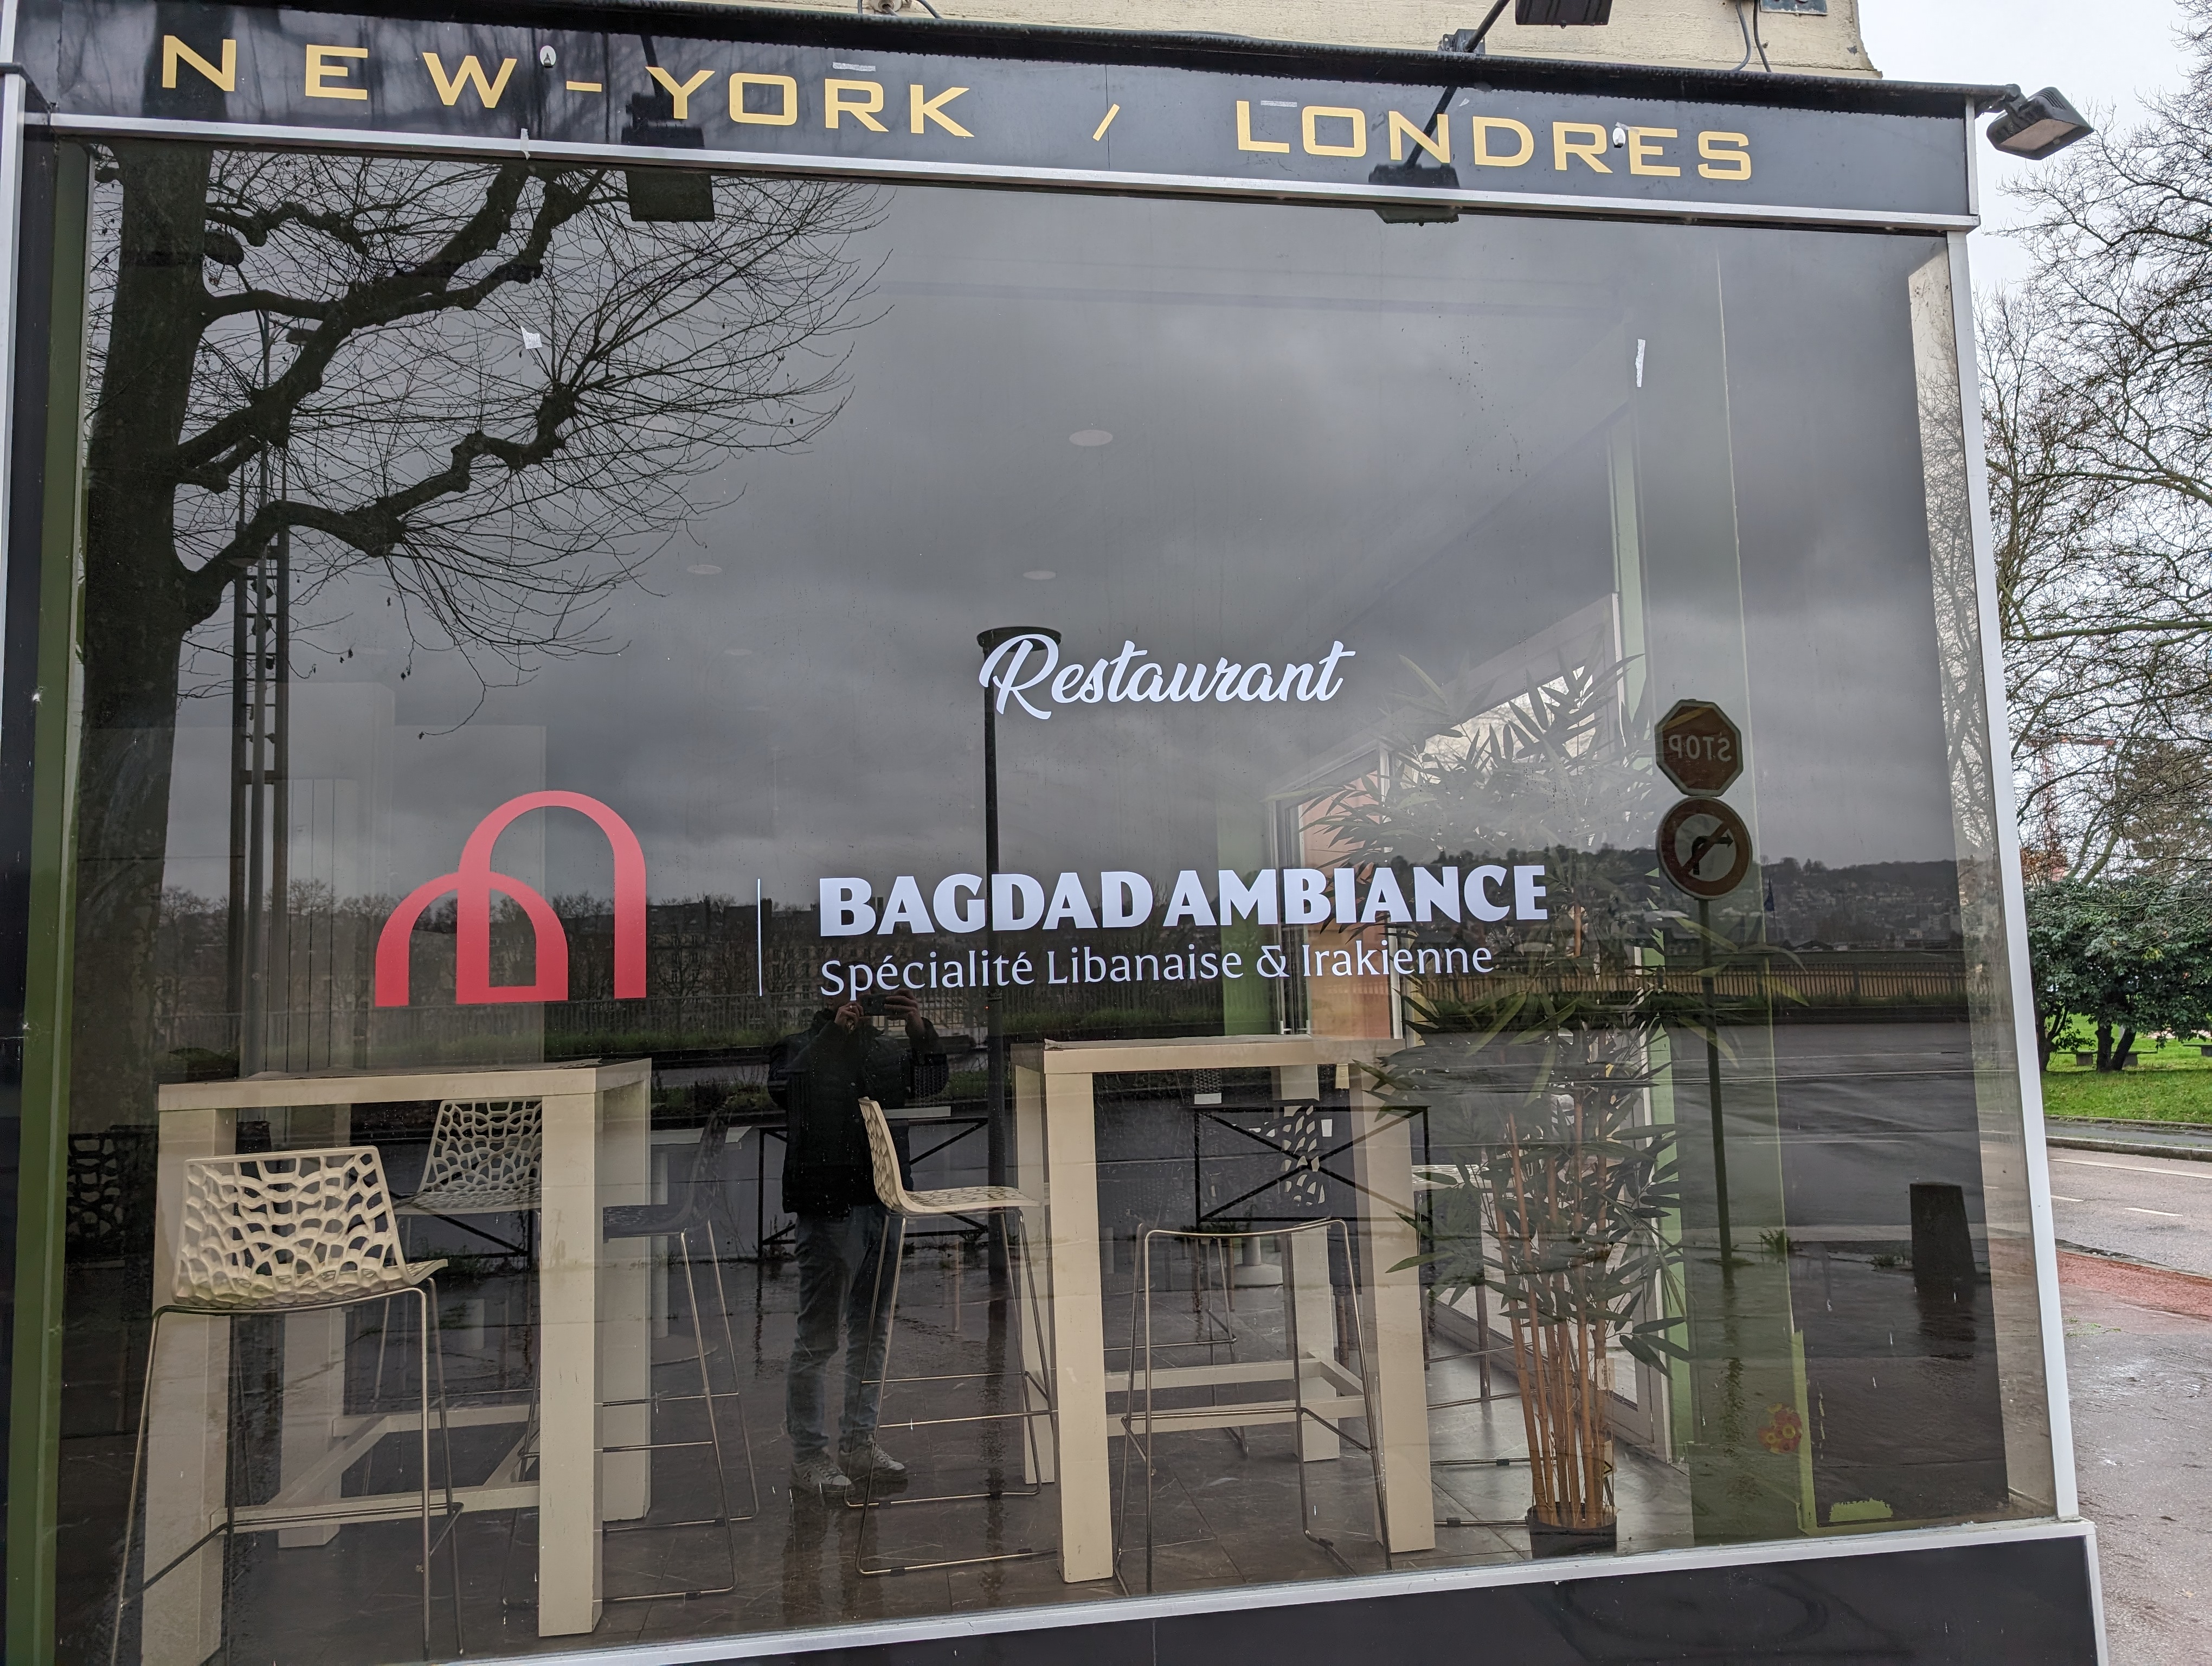 NEW-YORK / LONDRES
Restaurant
STOP
BAGDAD AMBIANCE
Spécialité Libanaise & Irakienne